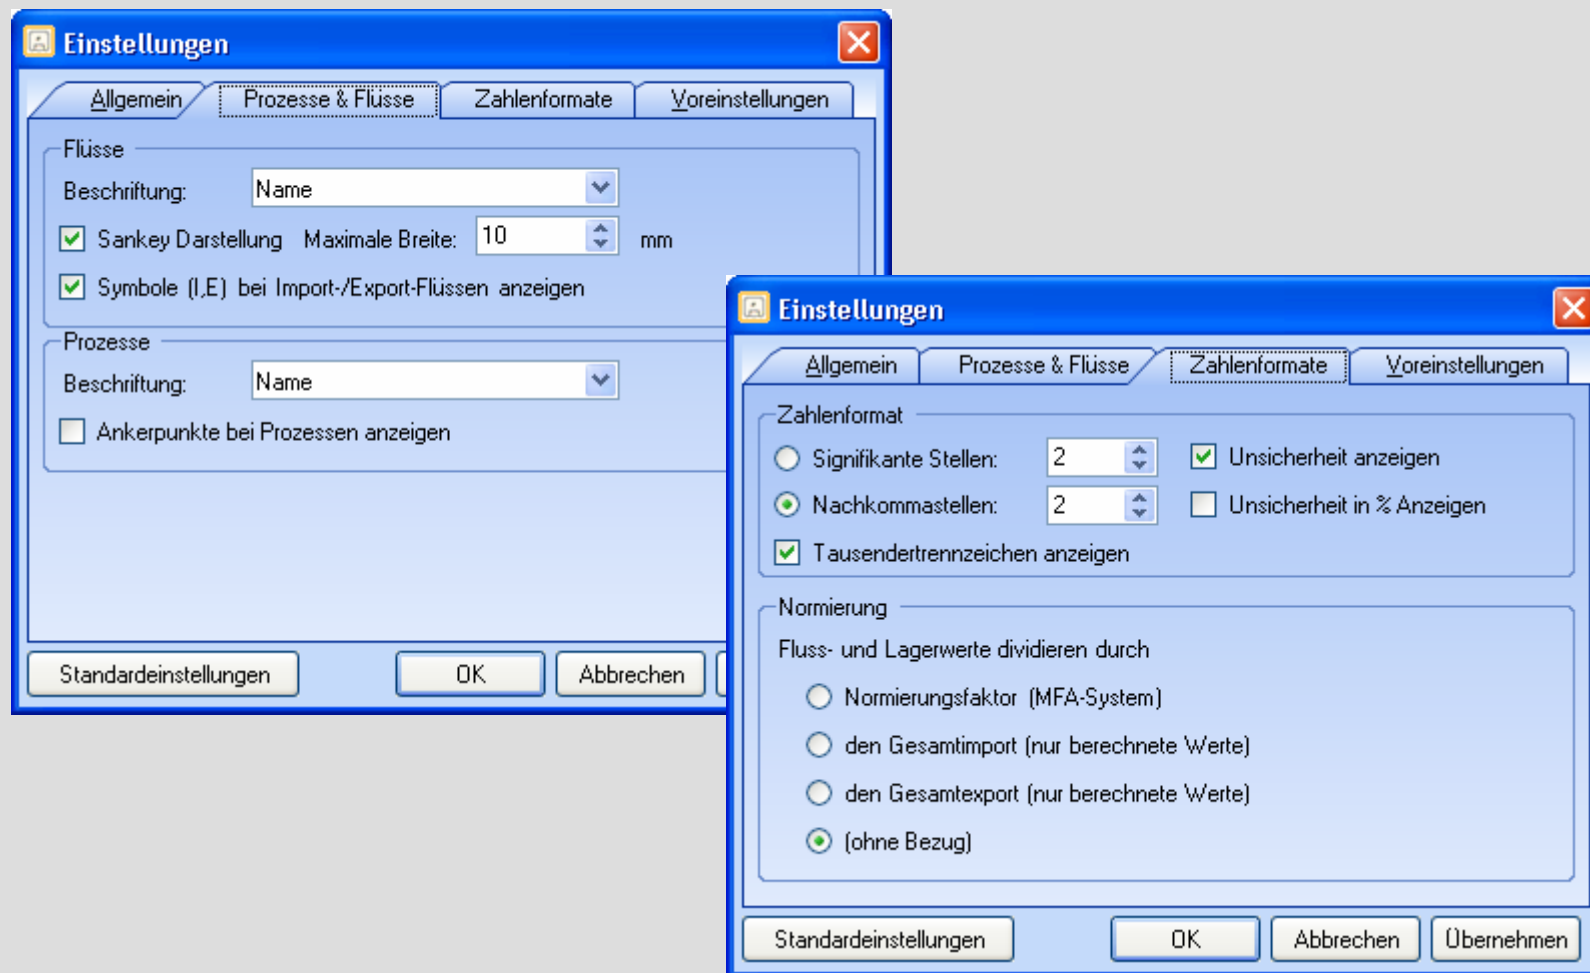 Einstellungen
Allgemein Prozesse & Flüsse Zahlenformate Voreinstellungen
Flüsse
Beschriftung: Name
Sankey Darstellung Maximale Breite: 10 mm
Symbole (I,E) bei Import-/Export-Flüssen anzeigen
Prozesse
Beschriftung: Name
Ankerpunkte bei Prozessen anzeigen
Standardeinstellungen OK Abbrechen
Einstellungen
Allgemein Prozesse & Flüsse Zahlenformate Voreinstellungen
Zahlenformat
Signifikante Stellen: 2 Unsicherheit anzeigen
Nachkommastellen: 2 Unsicherheit in % Anzeigen
Tausendertrennzeichen anzeigen
Normierung
Fluss- und Lagerwerte dividieren durch
Normierungsfaktor (MFA-System)
den Gesamtimport (nur berechnete Werte)
den Gesamtexport (nur berechnete Werte)
(ohne Bezug)
Standardeinstellungen OK Abbrechen Übernehmen